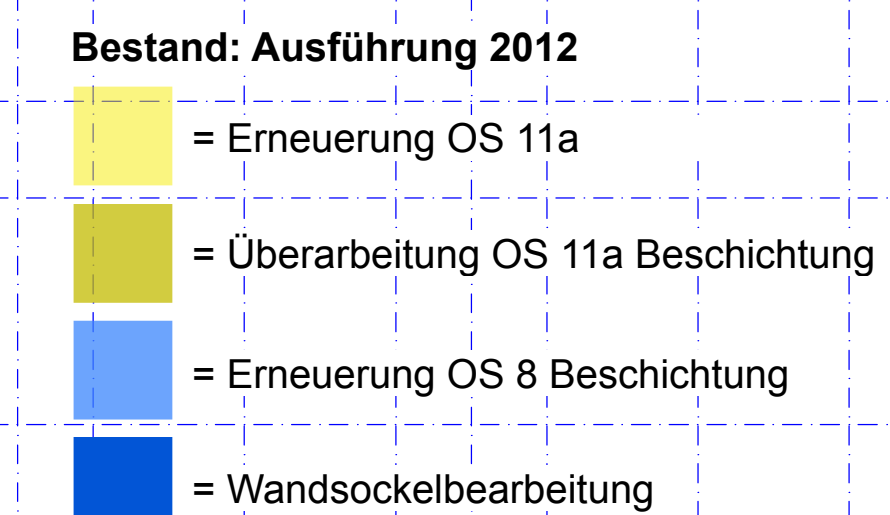 Bestand: Ausführung 2012
= Erneuerung OS 11a
= Überarbeitung OS 11a Beschichtung
= Erneuerung OS 8 Beschichtung
= Wandsockelbearbeitung